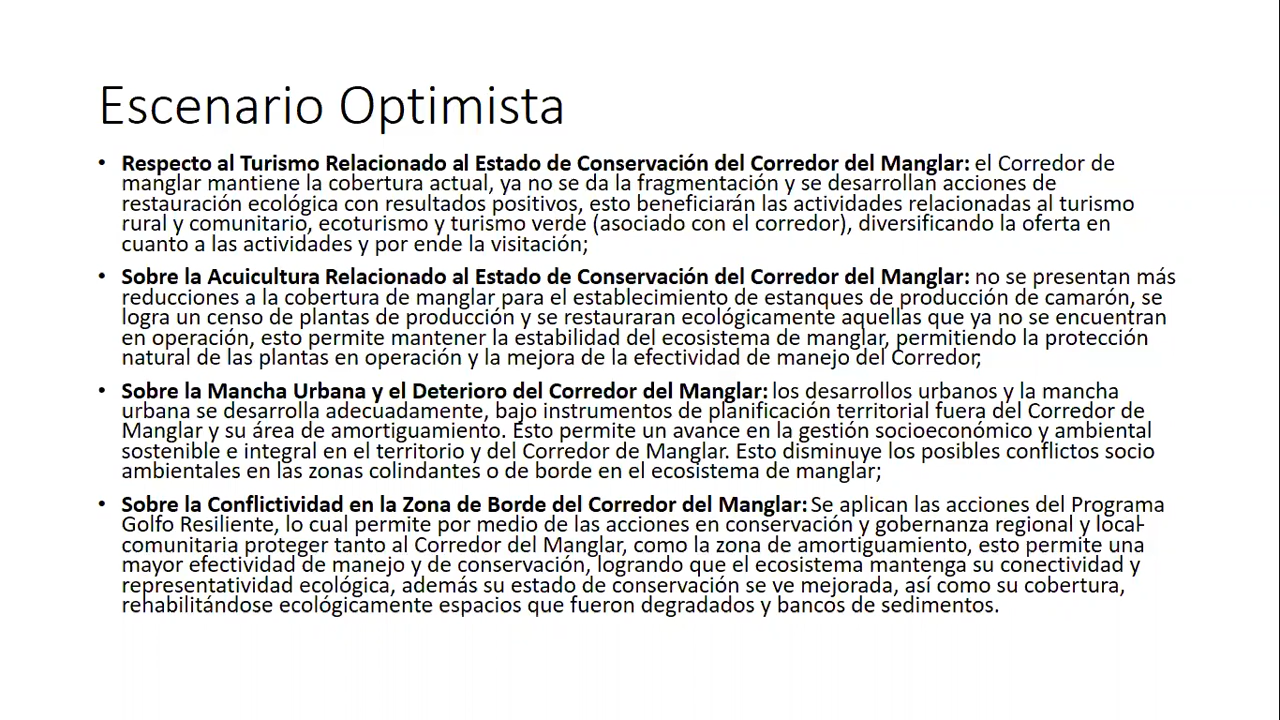 Escenario Optimista
• Respecto al Turismo Relacionado al Estado de Conservación del Corredor del Manglar: el Corredor de
manglar mantiene la cobertura actual, ya no se da la fragmentación y se desarrollan acciones de
restauración ecológica con resultados positivos, esto beneficiarán las actividades relacionadas al turismo
rural y comunitario, ecoturismo y turismo verde (asociado con el corredor), diversificando la oferta en
cuanto a las actividades y por ende la visitación;
• Sobre la Acuicultura Relacionado al Estado de Conservación del Corredor del Manglar: no se presentan más
reducciones a la cobertura de manglar para el establecimiento de estanques de producción de camarón, se
logra un censo de plantas de producción y se restauraran ecológicamente aquellas que ya no se encuentran
en operación, esto permite mantener la estabilidad del ecosistema de manglar, permitiendo la protección
natural de las plantas en operación y la mejora de la efectividad de manejo del Corredor;
• Sobre la Mancha Urbana y el Deterioro del Corredor del Manglar: los desarrollos urbanos y la mancha
urbana se desarrolla adecuadamente, bajo instrumentos de planificación territorial fuera del Corredor de
Manglar y su área de amortiguamiento. Esto permite un avance en la gestión socioeconómico y ambiental
sostenible e integral en el territorio y del Corredor de Manglar. Esto disminuye los posibles conflictos socio
ambientales en las zonas colindantes o de borde en el ecosistema de manglar;
• Sobre la Conflictividad en la Zona de Borde del Corredor del Manglar: Se aplican las acciones del Programa
Golfo Resiliente, lo cual permite por medio de las acciones en conservación y gobernanza regional y local-
comunitaria proteger tanto al Corredor del Manglar, como la zona de amortiguamiento, esto permite una
mayor efectividad de manejo y de conservación, logrando que el ecosistema mantenga su conectividad y
representatividad ecológica, además su estado de conservación se ve mejorada, así como su cobertura,
rehabilitándose ecológicamente espacios que fueron degradados y bancos de sedimentos.